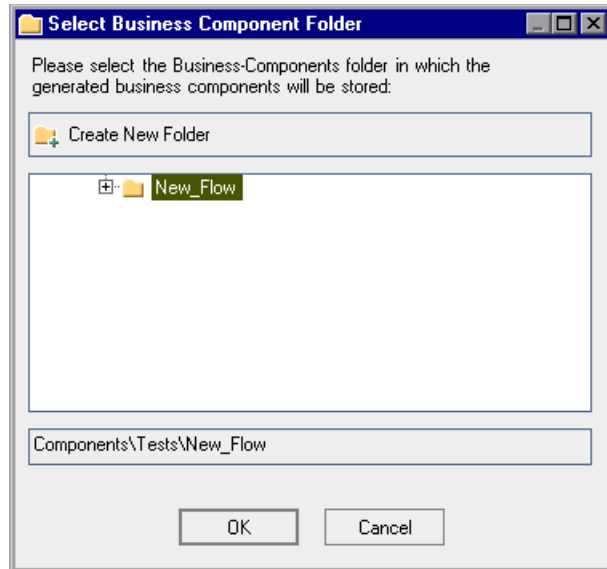 Select Business Component Folder
Please select the Business-Components folder in which the
generated business components will be stored:
Create New Folder
New_Flow
Components\Tests\New_Flow
OK Cancel